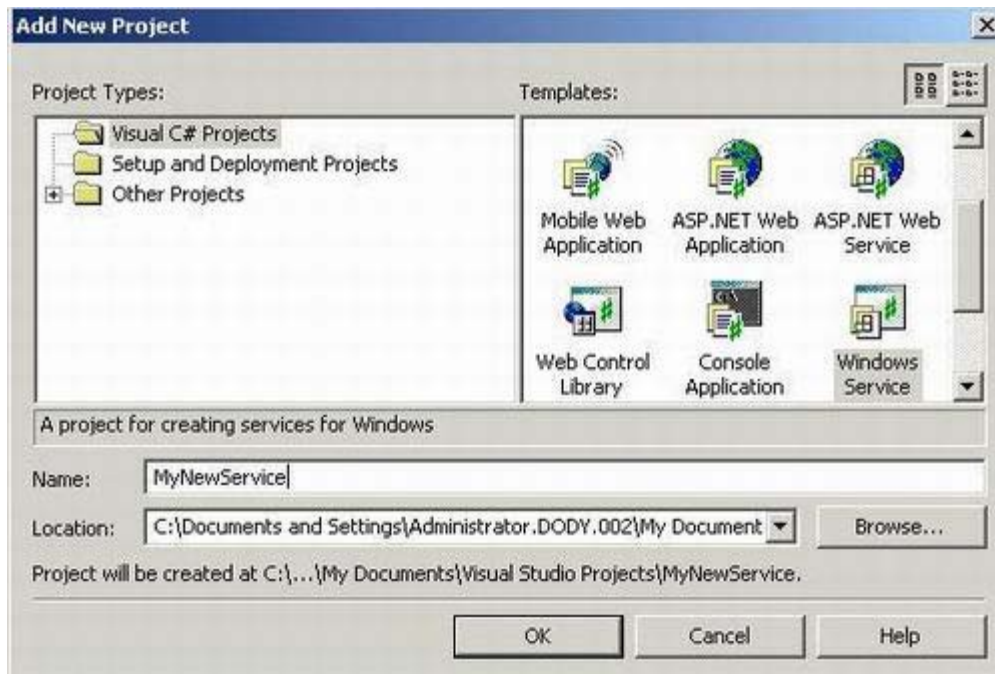 Add New Project
Project Types:
Templates:
Visual C# Projects
Setup and Deployment Projects
Other Projects
Mobile Web Application
ASP.NET Web Application
ASP.NET Web Service
Web Control Library
Console Application
Windows Service
A project for creating services for Windows
Name:
MyNewService
Location:
C:\Documents and Settings\Administrator.DODY.002\My Document
Browse...
Project will be created at C:\...\My Documents\Visual Studio Projects\MyNewService.
OK
Cancel
Help